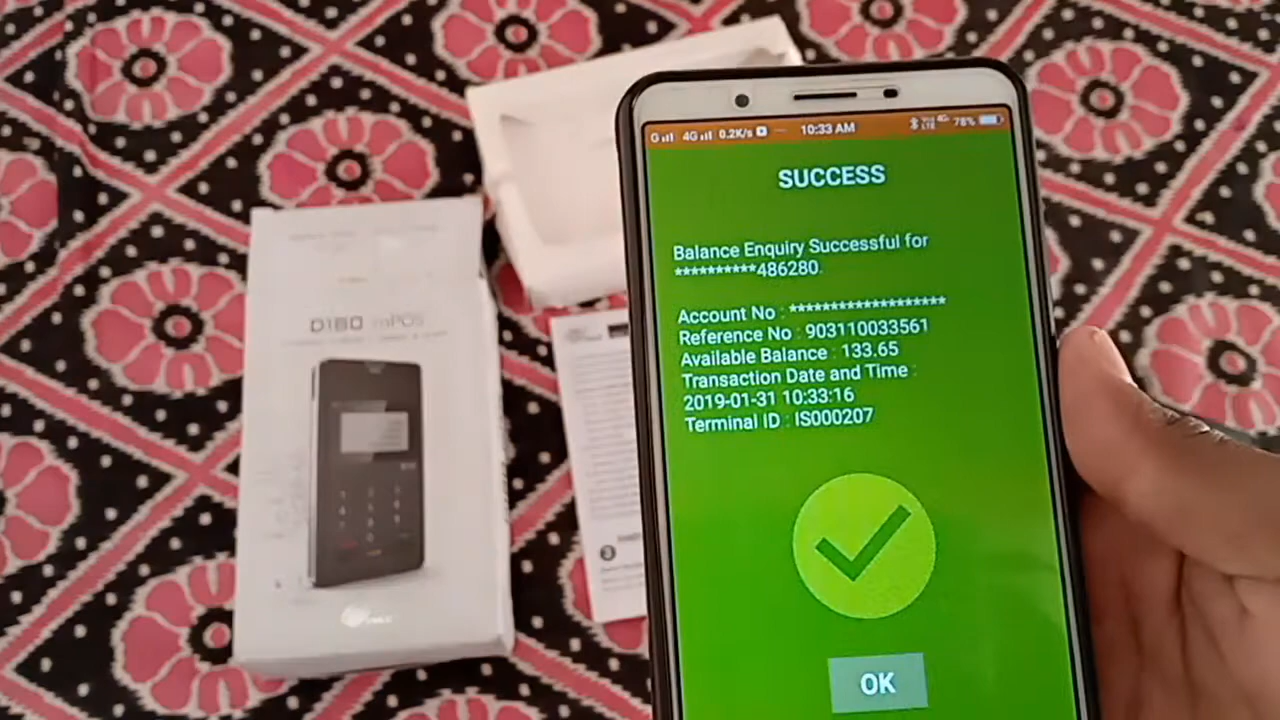 G 4G 0.2K/s 10:33 AM VoLTE 4G 78%
SUCCESS
Balance Enquiry Successful for
**********486280.
Account No : *******************
Reference No : 903110033561
Available Balance : 133.65
Transaction Date and Time :
2019-01-31 10:33:16
Terminal ID : IS000207
OK
D180 mPOS